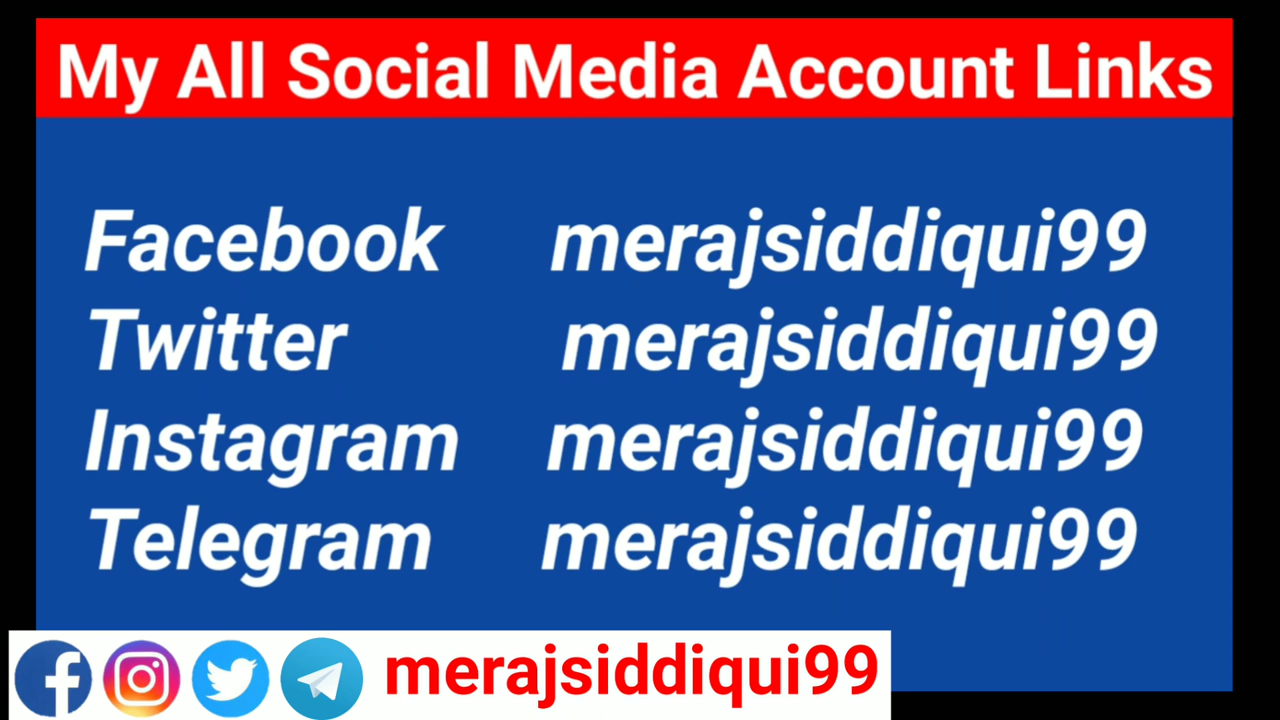 My All Social Media Account Links
Facebook merajsiddiqui99
Twitter merajsiddiqui99
Instagram merajsiddiqui99
Telegram merajsiddiqui99
merajsiddiqui99